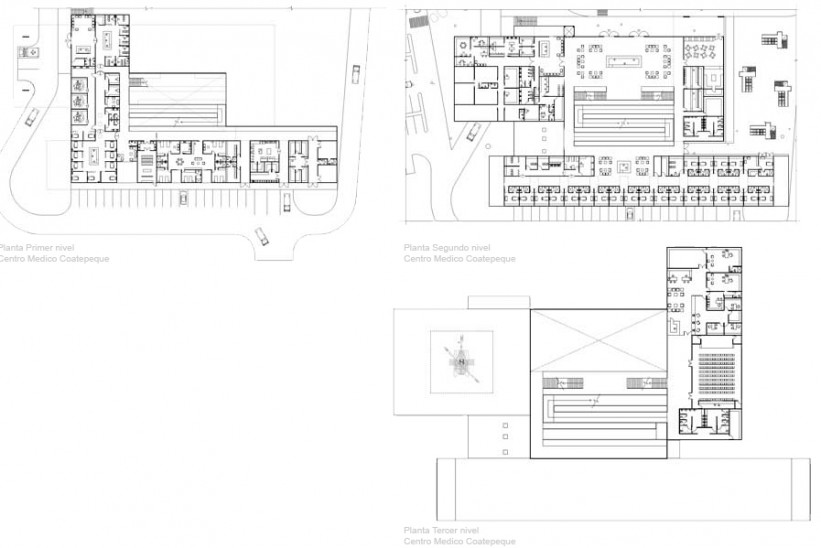 Planta Primer nivel
Centro Medico Coatepeque
Planta Segundo nivel
Centro Medico Coatepeque
H
Planta Tercer nivel
Centro Medico Coatepeque